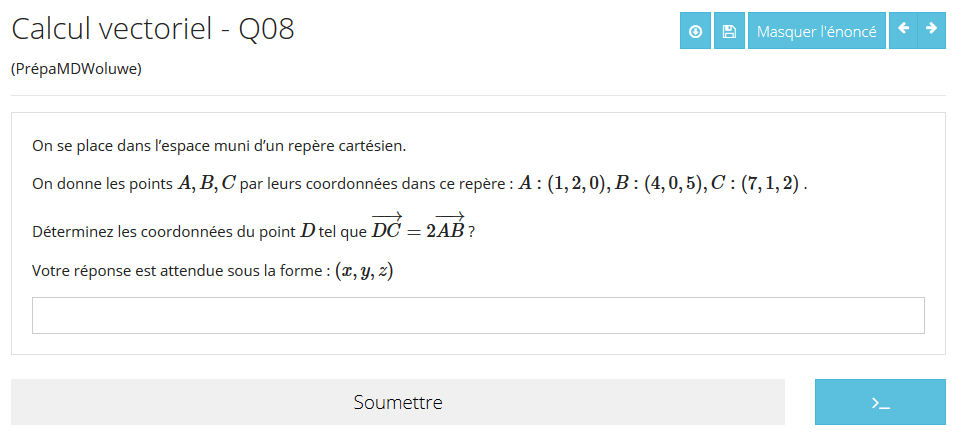 Calcul vectoriel - Q08
Masquer l'énoncé
(PrépaMDWoluwe)
On se place dans l’espace muni d’un repère cartésien.
On donne les points A, B, C par leurs coordonnées dans ce repère : A : (1, 2, 0), B : (4, 0, 5), C : (7, 1, 2) .
Déterminez les coordonnées du point D tel que \overrightarrow{DC} = 2\overrightarrow{AB} ?
Votre réponse est attendue sous la forme : (x, y, z)
Soumettre